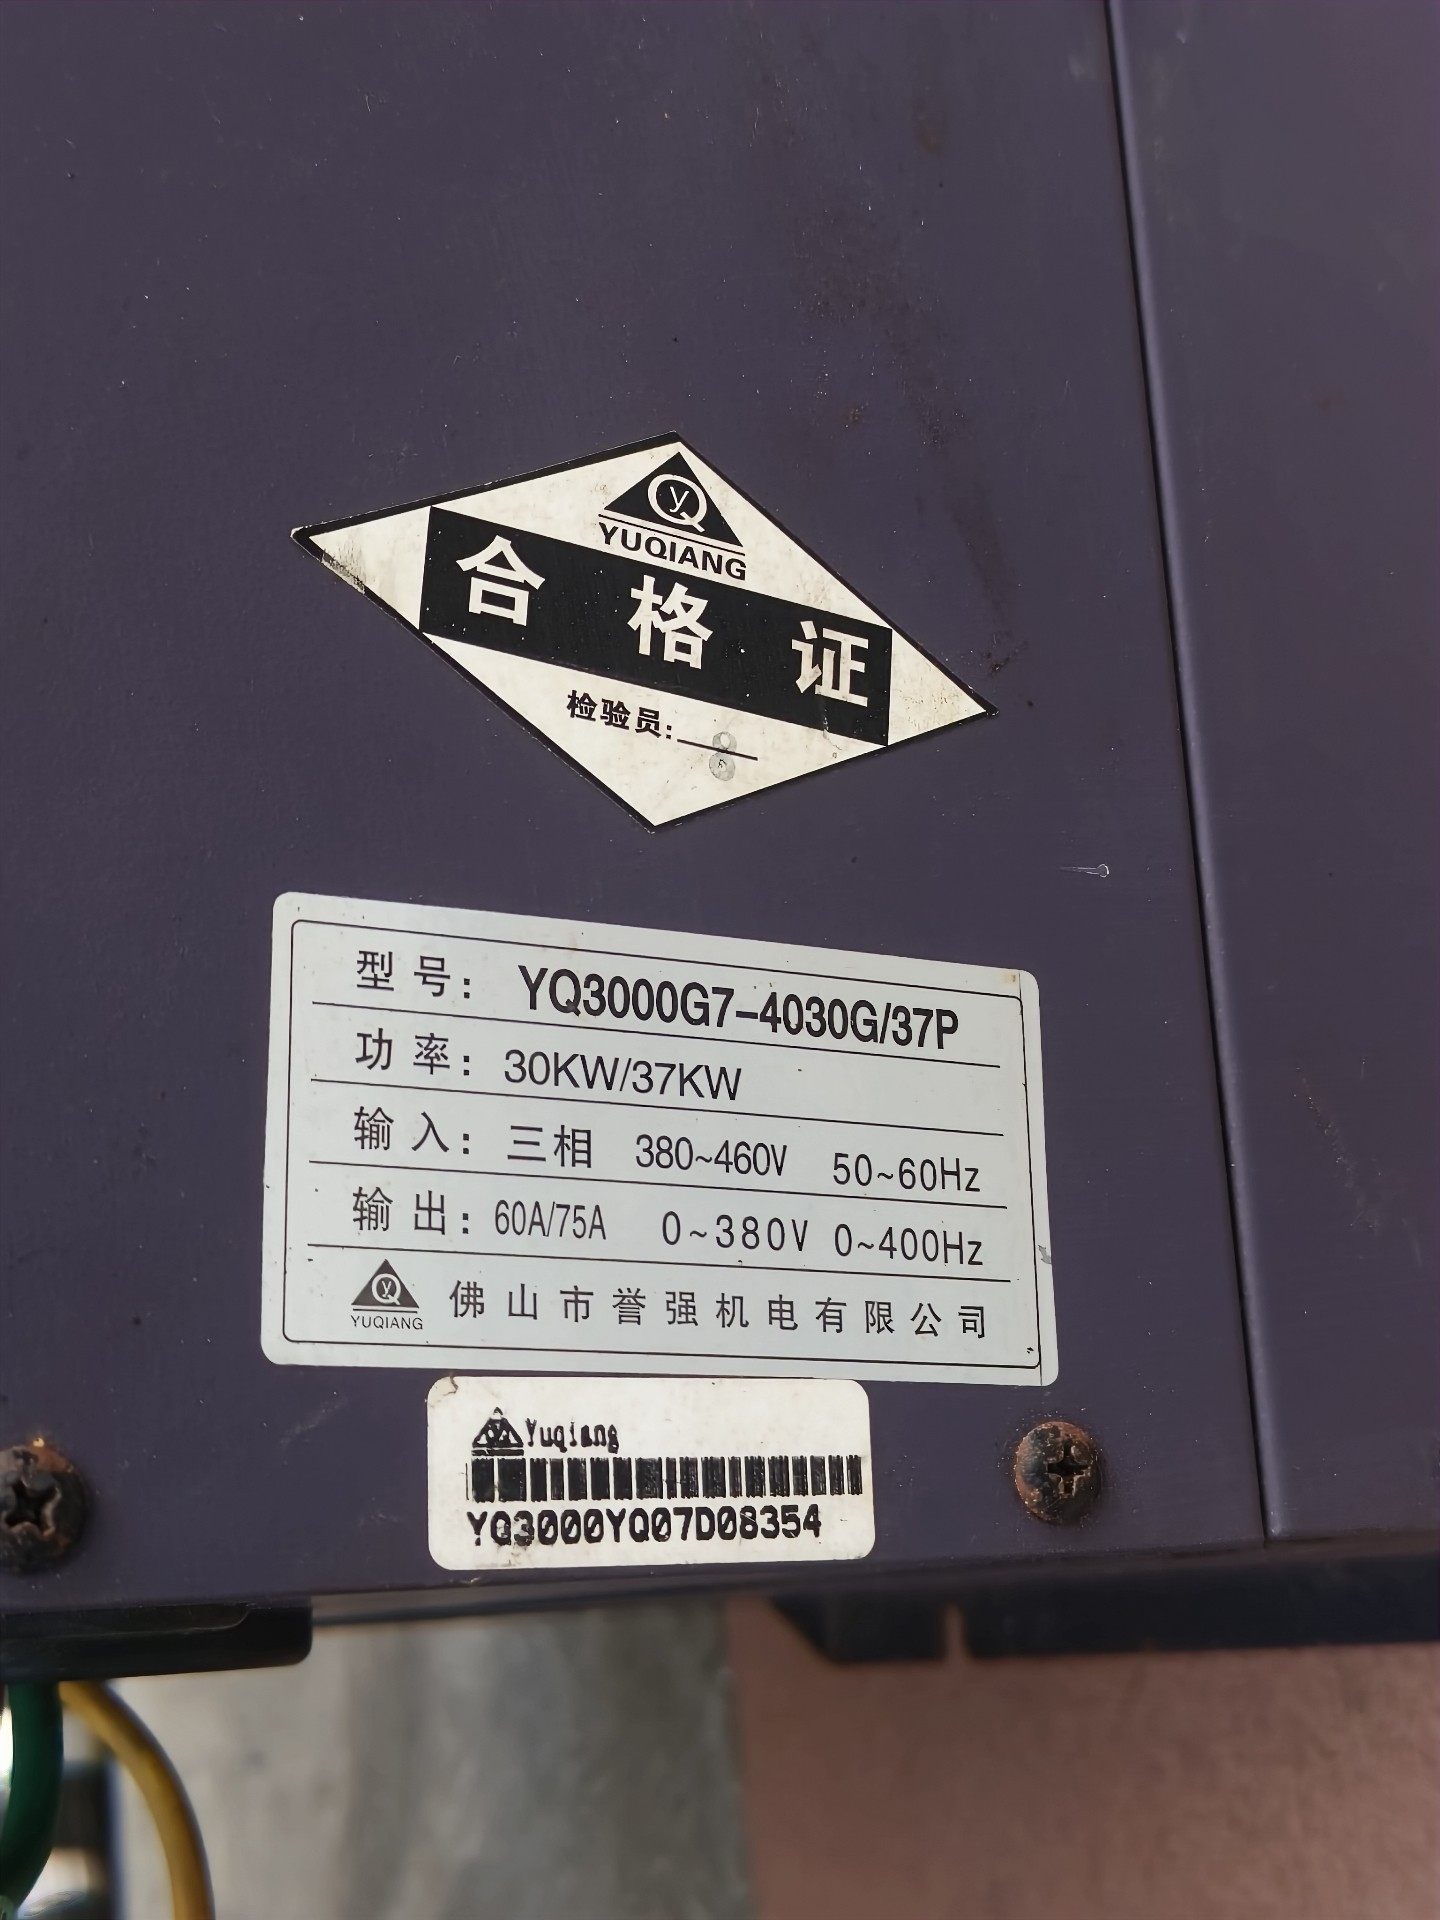 YUQIANG
合格证
检验员: 8
型号: YQ3000G7-4030G/37P
功率: 30KW/37KW
输入: 三相 380~460V 50~60Hz
输出: 60A/75A 0~380V 0~400Hz
YUQIANG 佛山市誉强机电有限公司
Yuqiang
YQ3000YQ07D08354